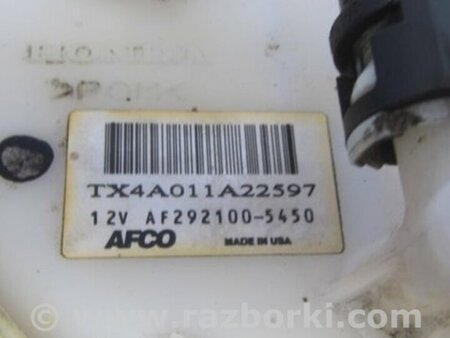 TX4A011A22597
12V AF292100-5450
AFCO MADE IN USA
© www.razborki.com